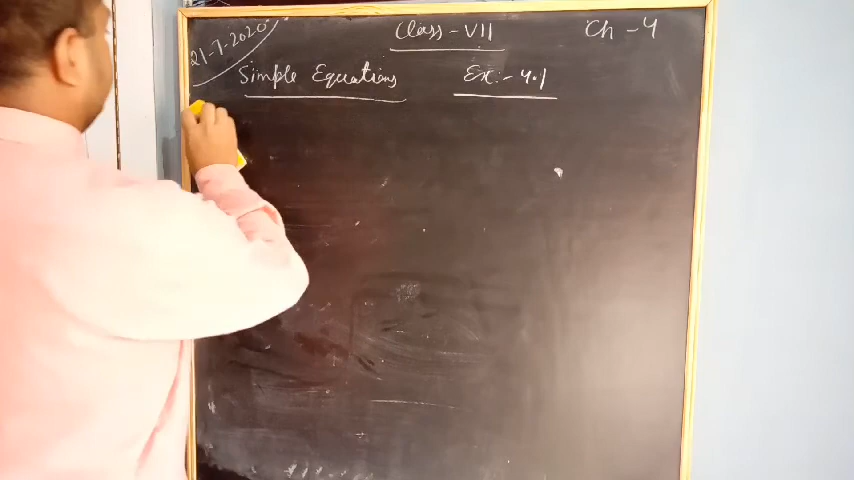 21-7-2020
Class - VII
Ch - 4
Simple Equations
Ex:- 4.1